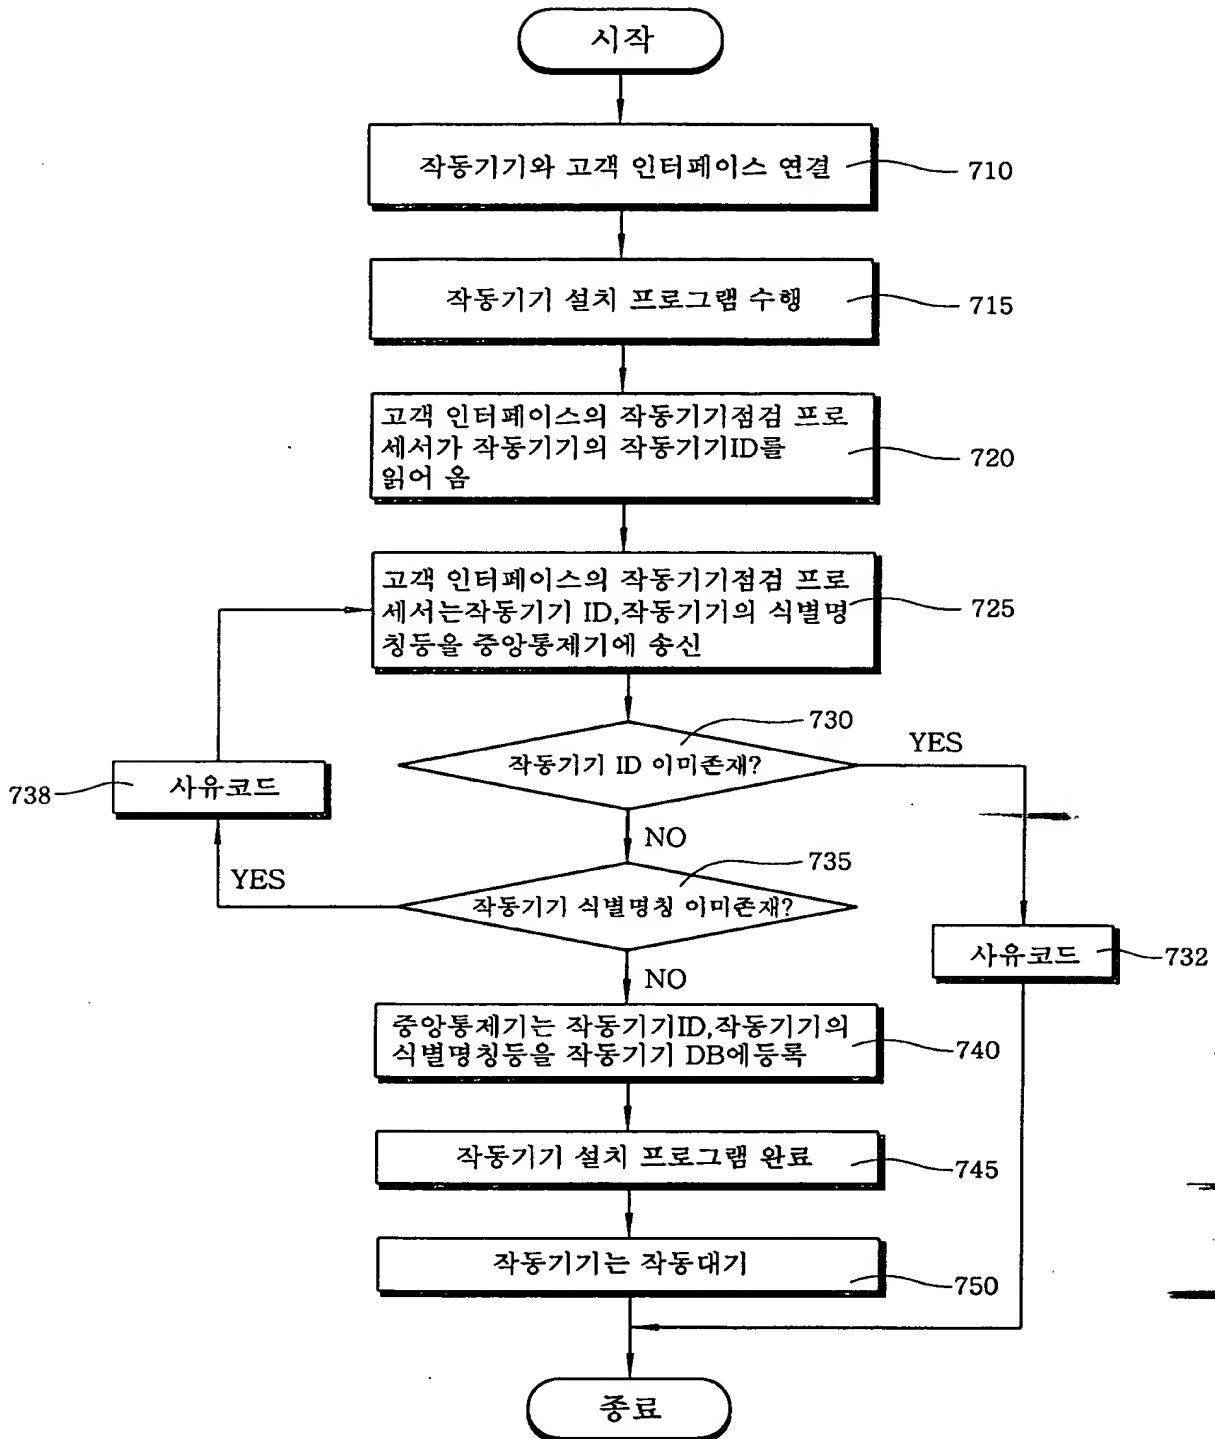 시작
작동기기와 고객 인터페이스 연결
710
작동기기 설치 프로그램 수행
715
고객 인터페이스의 작동기기점검 프로
세서가 작동기기의 작동기기ID를
읽어 옴
720
고객 인터페이스의 작동기기점검 프로
세서는작동기기 ID,작동기기의 식별명
칭등을 중앙통제기에 송신
725
730
작동기기 ID 이미존재?
YES
738
사유코드
NO
735
YES
작동기기 식별명칭 이미존재?
사유코드
732
NO
중앙통제기는 작동기기ID,작동기기의
식별명칭등을 작동기기 DB에등록
740
작동기기 설치 프로그램 완료
745
작동기기는 작동대기
750
종료